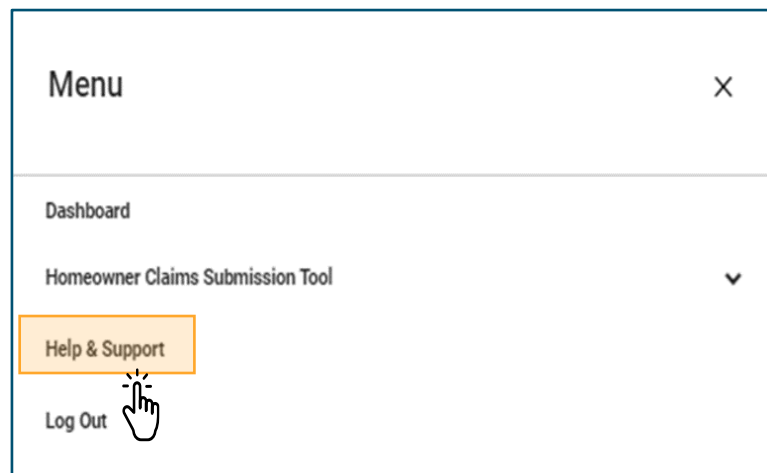 Menu
Dashboard
Homeowner Claims Submission Tool
Help & Support
Log Out